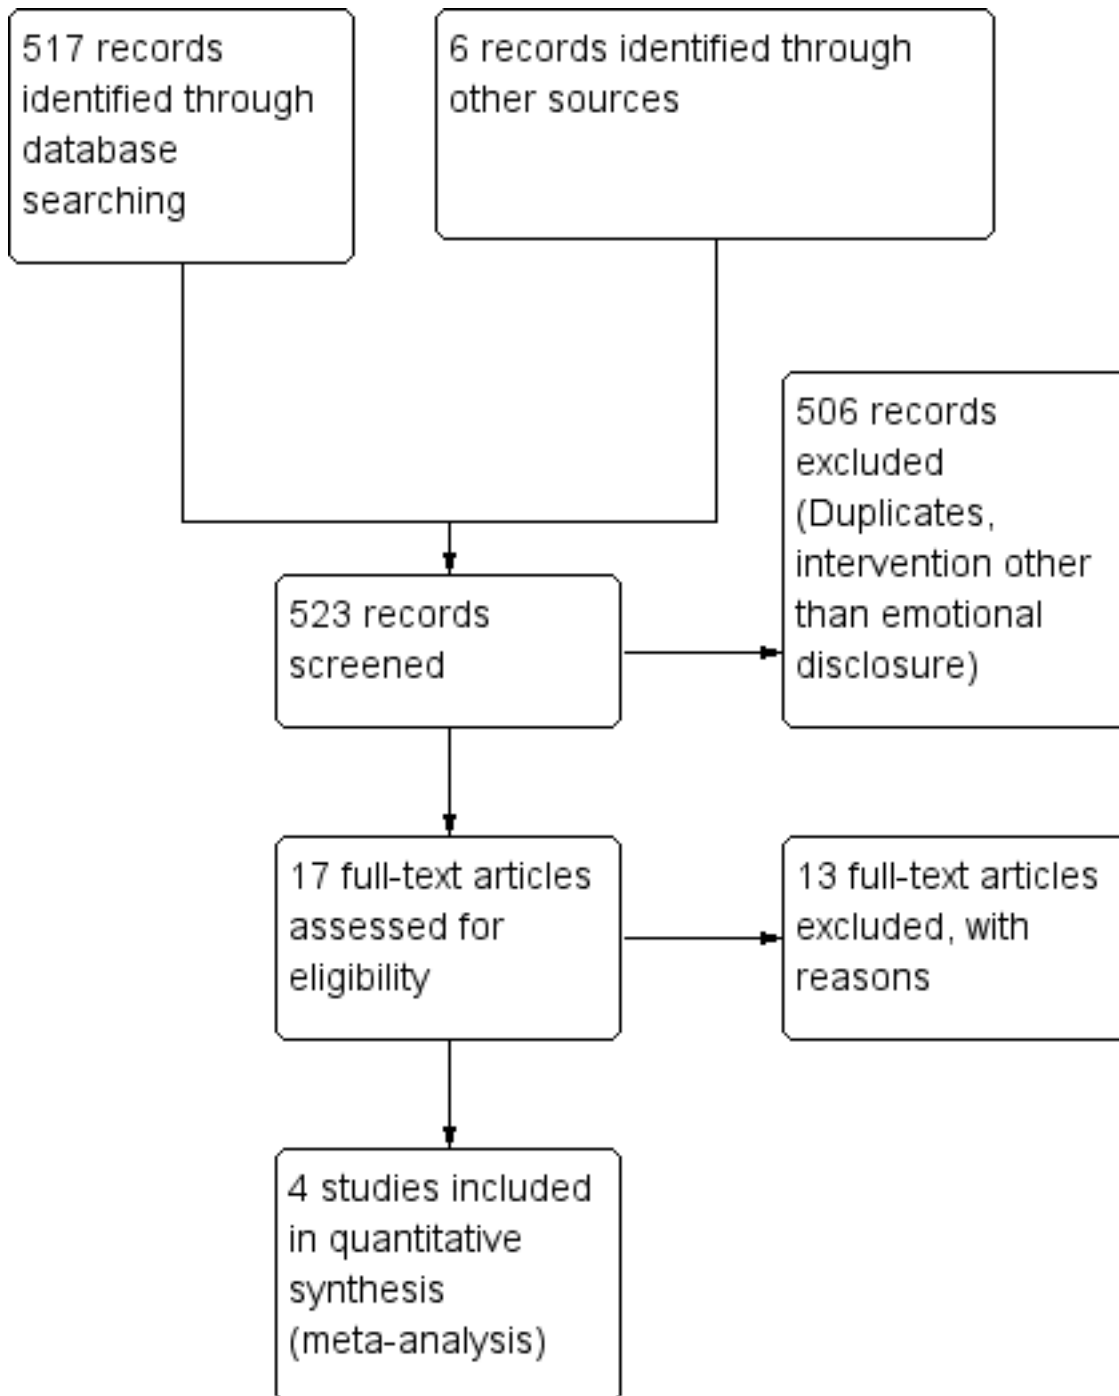 517 records
identified through
database
searching
6 records identified through
other sources
506 records
excluded
(Duplicates,
intervention other
than emotional
disclosure)
523 records
screened
17 full-text articles
assessed for
eligibility
13 full-text articles
excluded, with
reasons
4 studies included
in quantitative
synthesis
(meta-analysis)